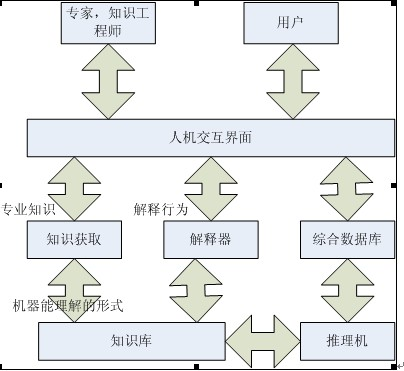 专家，知识工
程师
用户
人机交互界面
专业知识
解释行为
知识获取
解释器
综合数据库
机器能理解的形式
知识库
推理机